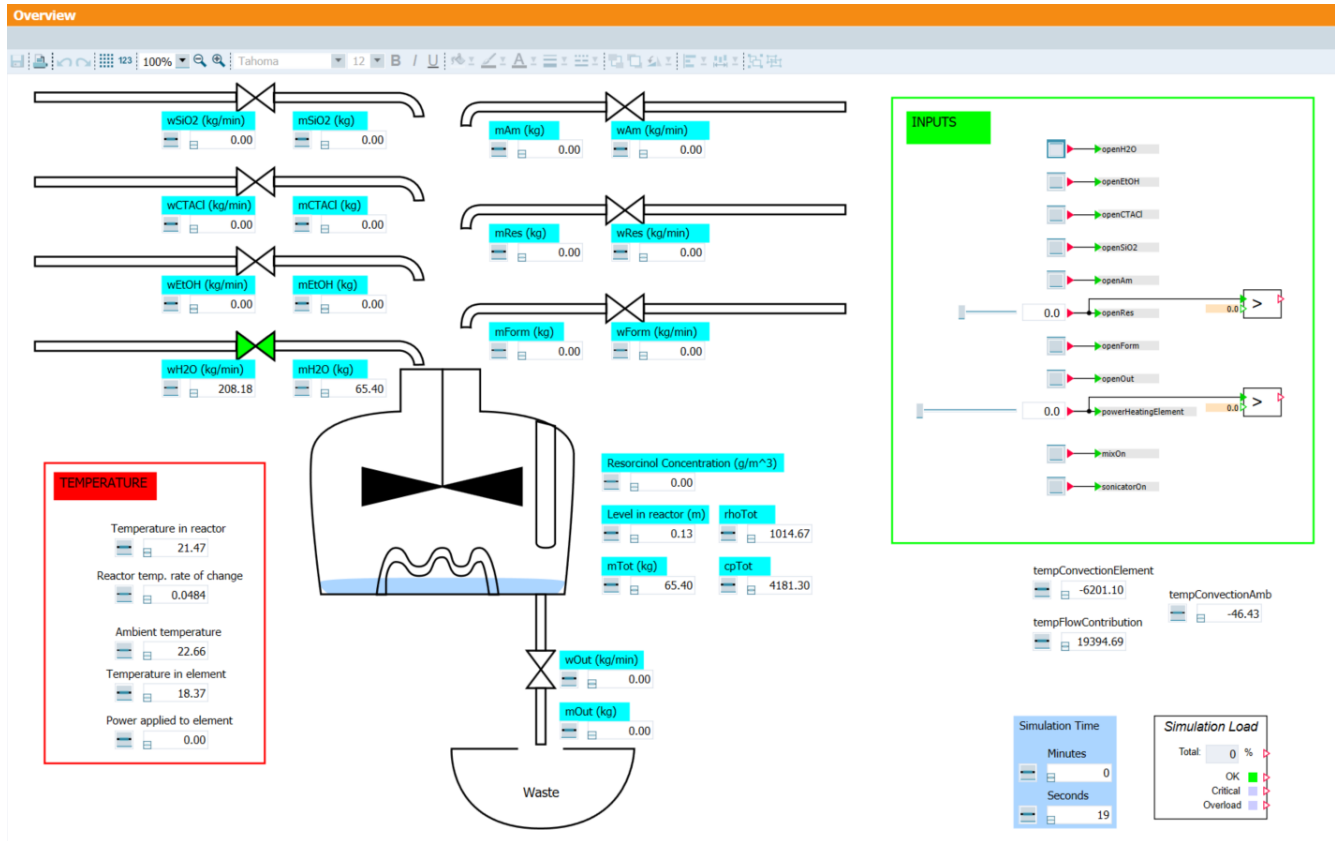 Overview
123 100% Tahoma 12 B I U A
wSiO2 (kg/min) mSiO2 (kg)
0.00 0.00
mAm (kg) wAm (kg/min)
0.00 0.00
wCTACl (kg/min) mCTACl (kg)
0.00 0.00
mRes (kg) wRes (kg/min)
0.00 0.00
wEtOH (kg/min) mEtOH (kg)
0.00 0.00
mForm (kg) wForm (kg/min)
0.00 0.00
wH2O (kg/min) mH2O (kg)
208.18 65.40
INPUTS
openH2O
openEtOH
openCTACl
openSiO2
openAm
0.0 openRes 0.0 >
openForm
openOut
0.0 powerHeatingElement 0.0 >
mixOn
sonicatorOn
TEMPERATURE
Temperature in reactor
21.47
Reactor temp. rate of change
0.0484
Ambient temperature
22.66
Temperature in element
18.37
Power applied to element
0.00
Resorcinol Concentration (g/m^3)
0.00
Level in reactor (m) rhoTot
0.13 1014.67
mTot (kg) cpTot
65.40 4181.30
wOut (kg/min)
0.00
mOut (kg)
0.00
Waste
tempConvectionElement
-6201.10
tempConvectionAmb
-46.43
tempFlowContribution
19394.69
Simulation Time
Minutes
0
Seconds
19
Simulation Load
Total: 0 %
OK
Critical
Overload